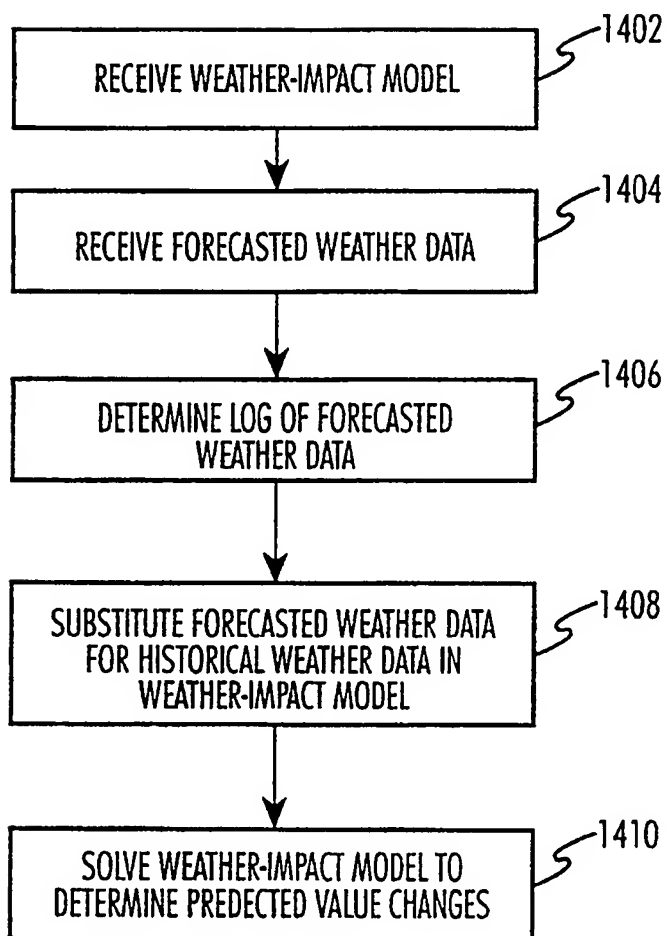 1402
RECEIVE WEATHER-IMPACT MODEL
1404
RECEIVE FORECASTED WEATHER DATA
1406
DETERMINE LOG OF FORECASTED
WEATHER DATA
1408
SUBSTITUTE FORECASTED WEATHER DATA
FOR HISTORICAL WEATHER DATA IN
WEATHER-IMPACT MODEL
1410
SOLVE WEATHER-IMPACT MODEL TO
DETERMINE PREDECTED VALUE CHANGES